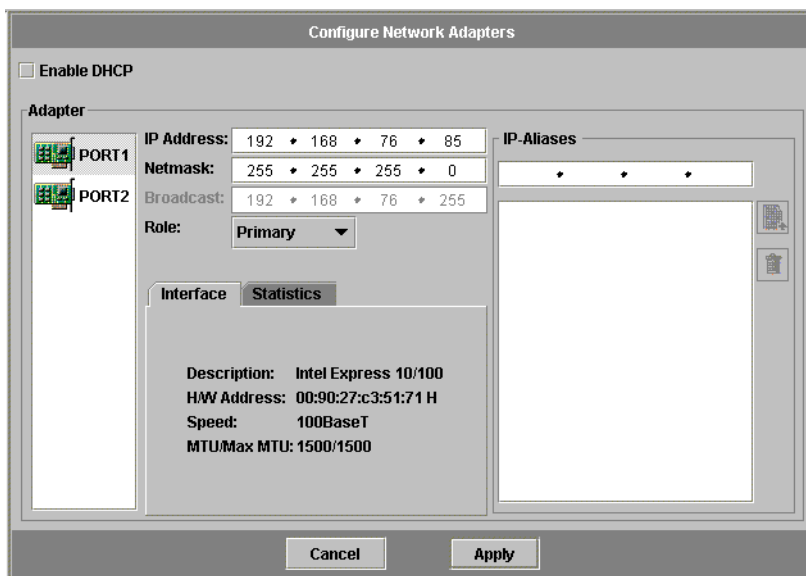 Configure Network Adapters
Enable DHCP
Adapter
PORT1
PORT2
IP Address: 192 . 168 . 76 . 85
Netmask: 255 . 255 . 255 . 0
Broadcast: 192 . 168 . 76 . 255
Role: Primary
Interface Statistics
Description: Intel Express 10/100
H/W Address: 00:90:27:c3:51:71 H
Speed: 100BaseT
MTU/Max MTU: 1500/1500
IP-Aliases
. . .
Cancel Apply